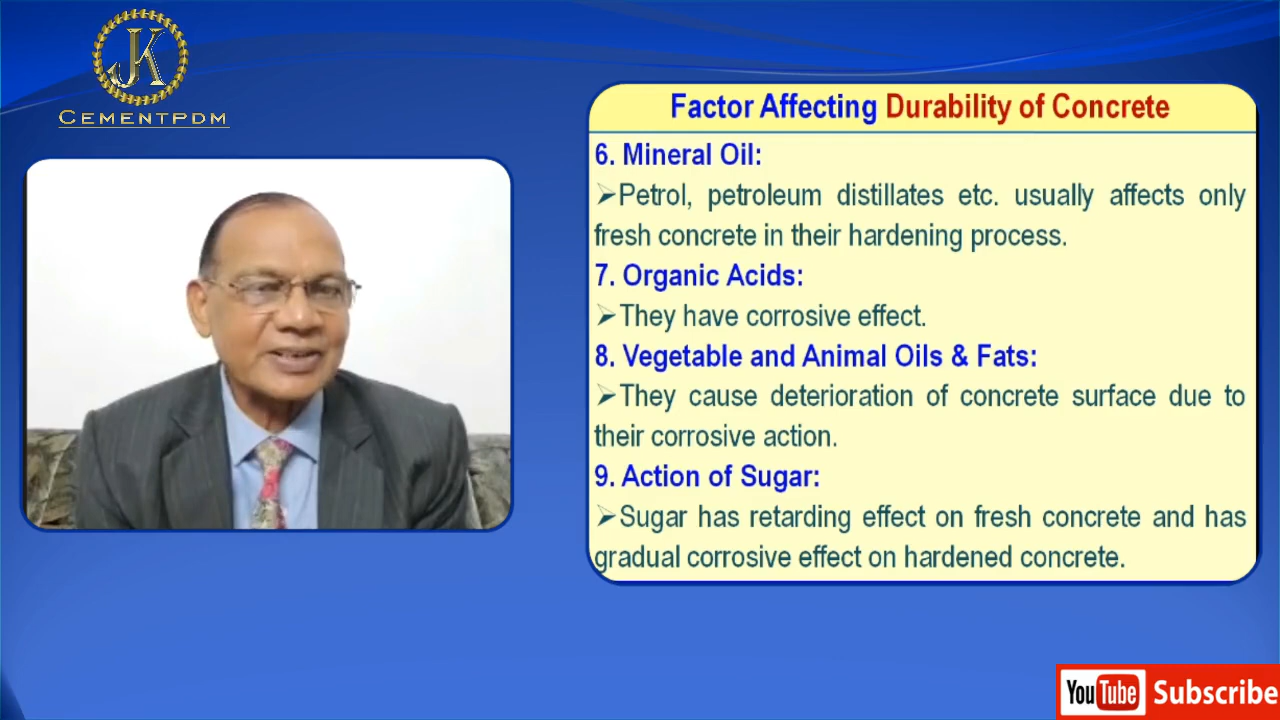 JK
CEMENTPDM
Factor Affecting Durability of Concrete
6. Mineral Oil:
➢Petrol, petroleum distillates etc. usually affects only
fresh concrete in their hardening process.
7. Organic Acids:
➢They have corrosive effect.
8. Vegetable and Animal Oils & Fats:
➢They cause deterioration of concrete surface due to
their corrosive action.
9. Action of Sugar:
➢Sugar has retarding effect on fresh concrete and has
gradual corrosive effect on hardened concrete.
YouTube Subscribe